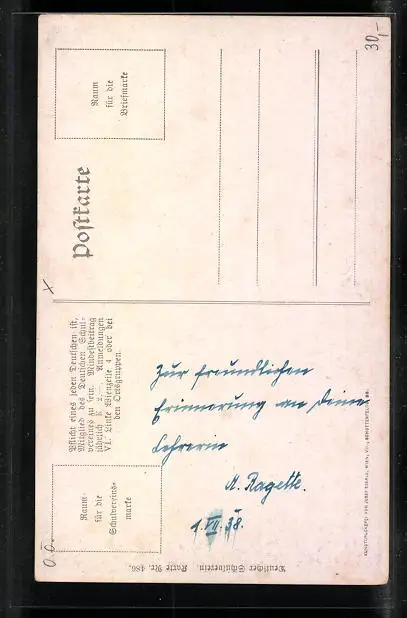 30,-
Raum
für die
Briefmarke
Postkarte
Pflicht eines jeden Deutschen ist,
Mitglied des Deutschen Schul-
vereines zu sein. Mindestbeitrag
jährlich K 2.-. Anmeldungen
VI., Linke Wienzeile 4 oder bei
den Ortsgruppen.
Raum-
für die
Schulvereins-
marke
Deutscher Schulverein. Karte Nr. 486.
Zur freundlichen
Erinnerung an Deine
Lehrerin
A. Ragette.
1.VII.38.